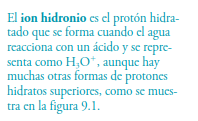 El ion hidronio es el protón hidra-
tado que se forma cuando el agua
reacciona con un ácido y se repre-
senta como H₃O⁺, aunque hay
muchas otras formas de protones
hidratos superiores, como se mues-
tra en la figura 9.1.